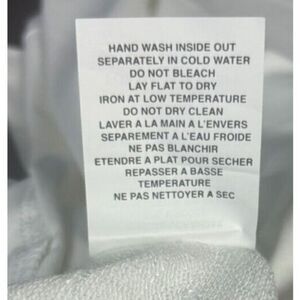 HAND WASH INSIDE OUT
SEPARATELY IN COLD WATER
DO NOT BLEACH
LAY FLAT TO DRY
IRON AT LOW TEMPERATURE
DO NOT DRY CLEAN
LAVER A LA MAIN A L'ENVERS
SEPAREMENT A L'EAU FROIDE
NE PAS BLANCHIR
ETENDRE A PLAT POUR SECHER
REPASSER A BASSE
TEMPERATURE
NE PAS NETTOYER A SEC